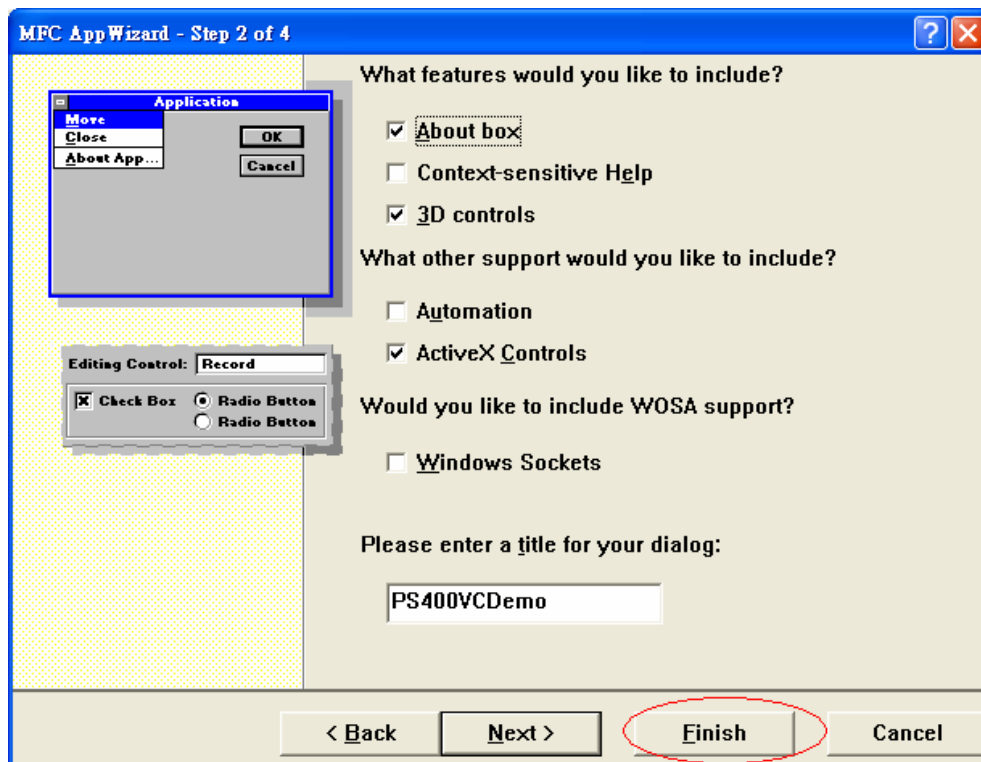 MFC AppWizard - Step 2 of 4
Application
Move
Close
About App...
OK
Cancel
Editing Control: Record
Check Box
Radio Button
Radio Button
What features would you like to include?
About box
Context-sensitive Help
3D controls
What other support would you like to include?
Automation
ActiveX Controls
Would you like to include WOSA support?
Windows Sockets
Please enter a title for your dialog:
PS400VCDemo
< Back
Next >
Finish
Cancel